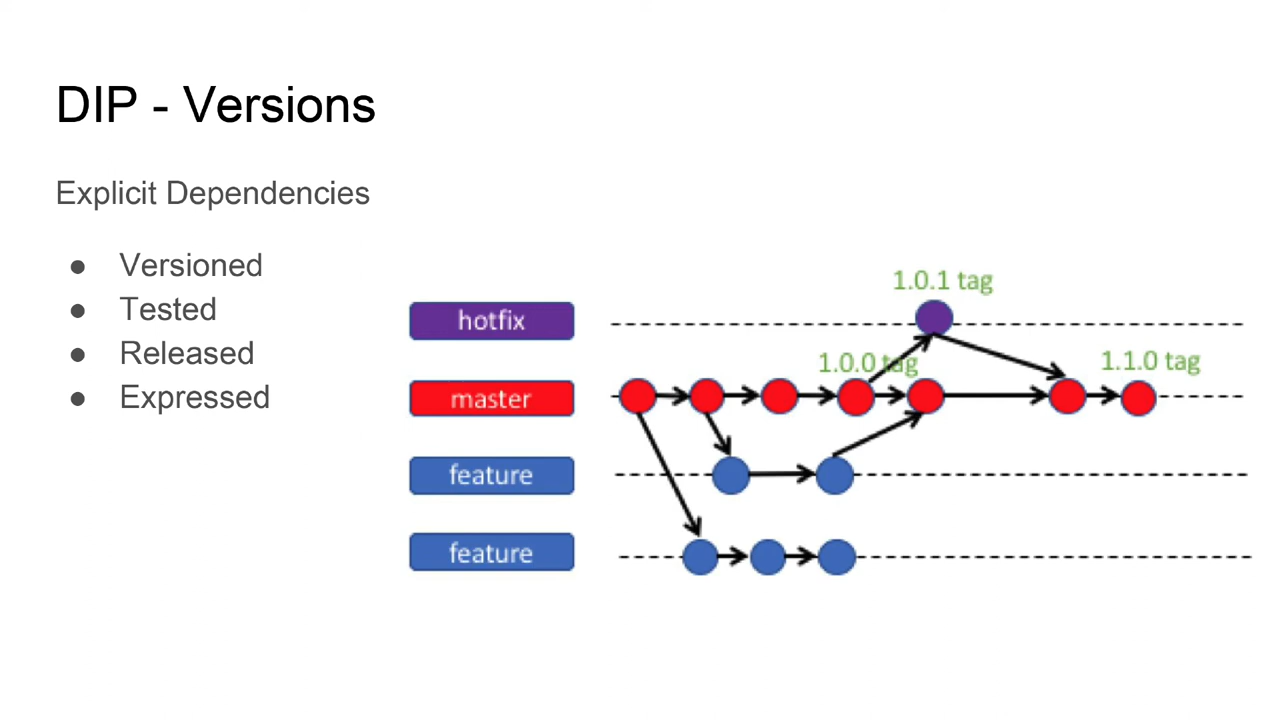 DIP - Versions
Explicit Dependencies
● Versioned
● Tested
● Released
● Expressed
1.0.1 tag
hotfix
1.0.0 tag
1.1.0 tag
master
feature
feature